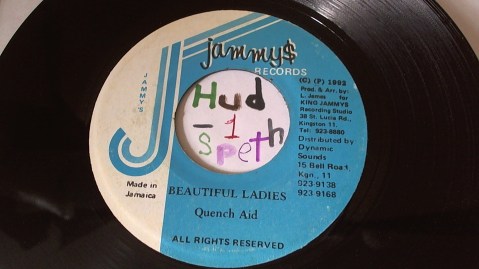 jammy$
RECORDS
JAMMY'S
Hud
-1
Speth
(C) (P) 1992
Prod. & Arr by:
L. James for
KING JAMMYS
Recording Studio
38 St. Lucia Rd.,
Kingston 11.
Tel: 923-8880
Distributed by
Dynamic
Sounds
15 Bell Road,
Kgn., 11
923-9138
923 9168
Made in
Jamaica
BEAUTIFUL LADIES
Quench Aid
ALL RIGHTS RESERVED